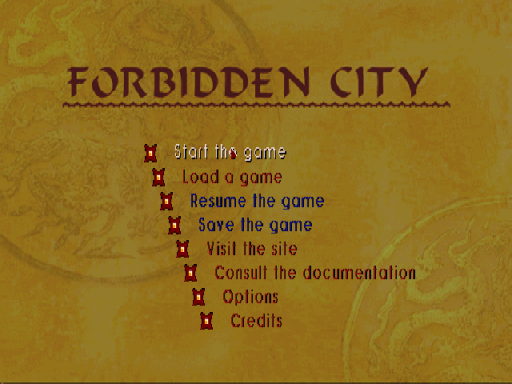 FORBIDDEN CITY
Start the game
Load a game
Resume the game
Save the game
Visit the site
Consult the documentation
Options
Credits